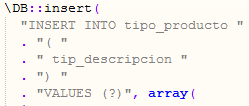 \DB::insert(
"INSERT INTO tipo_producto "
. "( "
. " tip_descripcion "
. ") "
. "VALUES (?)", array(